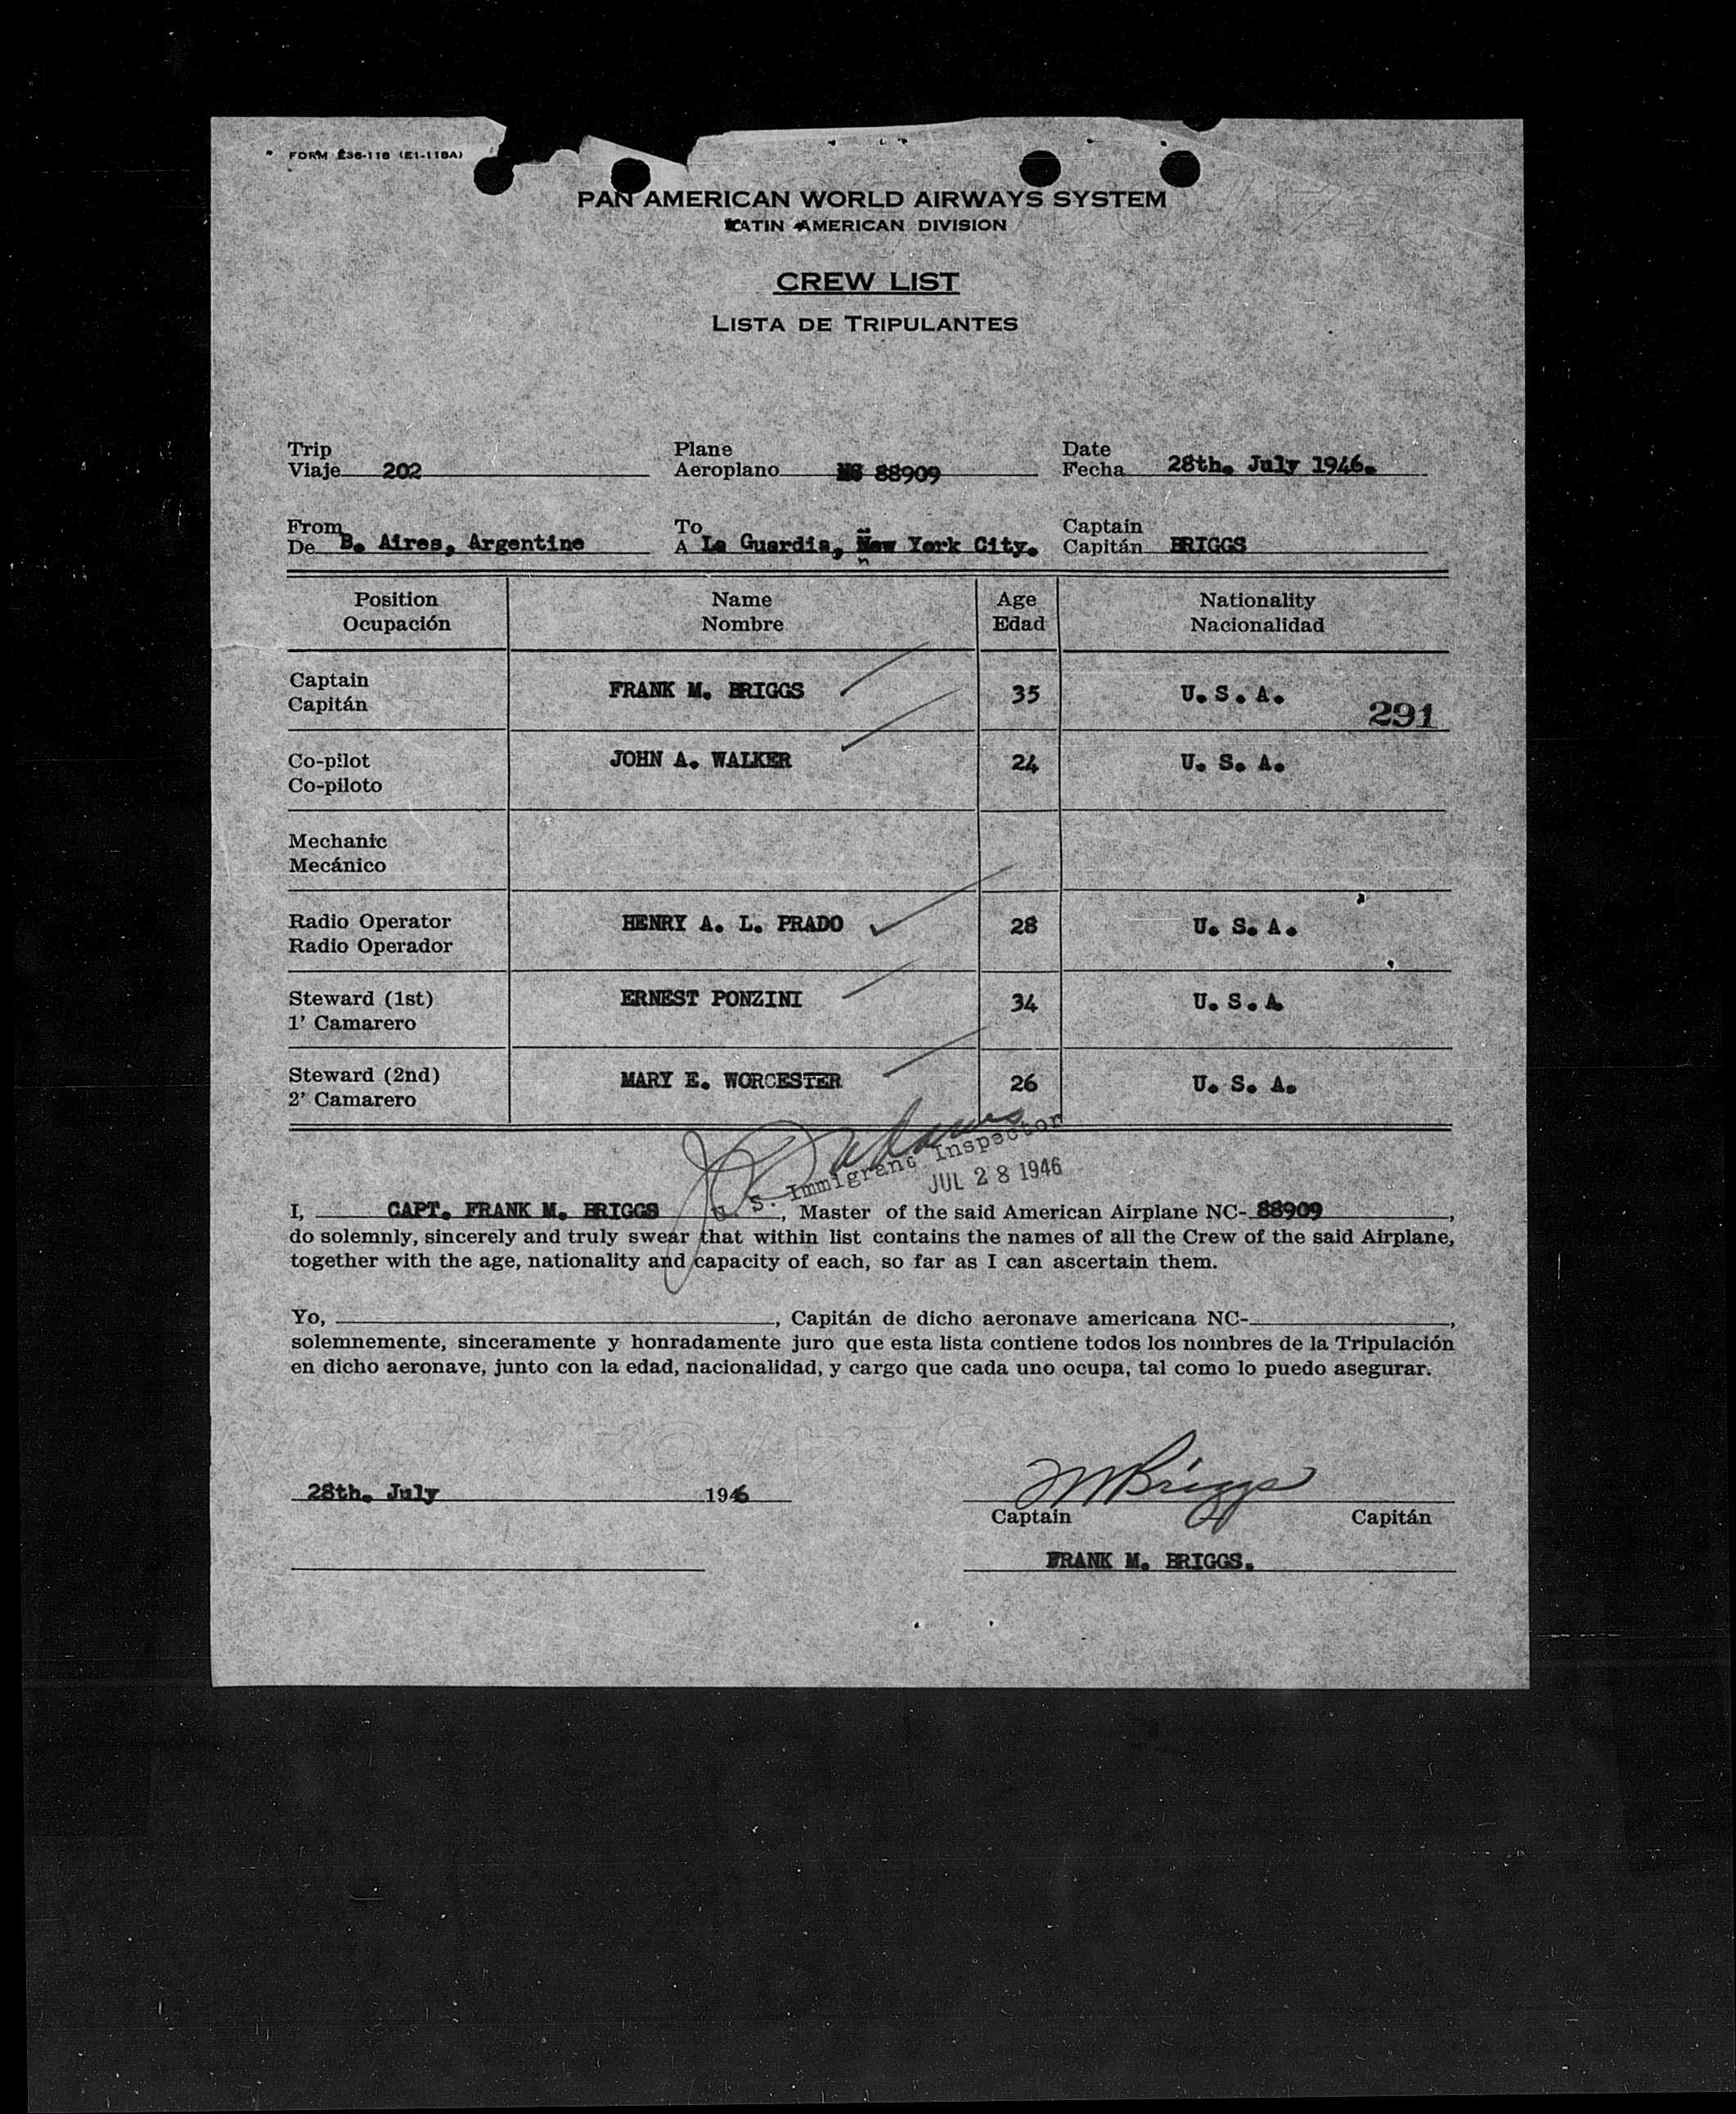 FORM E36-118 (E1-118A)
PAN AMERICAN WORLD AIRWAYS SYSTEM
LATIN AMERICAN DIVISION
CREW LIST
LISTA DE TRIPULANTES
Trip Plane Date
Viaje 202 Aeroplano NC 88909 Fecha 28th. July 1946.
From To Captain
De B. Aires, Argentine A La Guardia, New York City. Capitán BRIGGS
Position Name Age Nationality
Ocupación Nombre Edad Nacionalidad
Captain FRANK M. BRIGGS 35 U.S.A.
Capitán
291
Co-pilot JOHN A. WALKER 24 U. S. A.
Co-piloto
Mechanic
Mecánico
Radio Operator HENRY A. L. PRADO 28 U. S. A.
Radio Operador
Steward (1st) ERNEST PONZINI 34 U.S.A
1' Camarero
Steward (2nd) MARY E. WORCESTER 26 U. S. A.
2' Camarero
U. S. Immigrant Inspector
JUL 28 1946
I, CAPT. FRANK M. BRIGGS, Master of the said American Airplane NC- 88909,
do solemnly, sincerely and truly swear that within list contains the names of all the Crew of the said Airplane,
together with the age, nationality and capacity of each, so far as I can ascertain them.
Yo, , Capitán de dicho aeronave americana NC- ,
solemnemente, sinceramente y honradamente juro que esta lista contiene todos los nombres de la Tripulación
en dicho aeronave, junto con la edad, nacionalidad, y cargo que cada uno ocupa, tal como lo puedo asegurar.
28th. July 1946 MBriggs
Captain Capitán
FRANK M. BRIGGS.